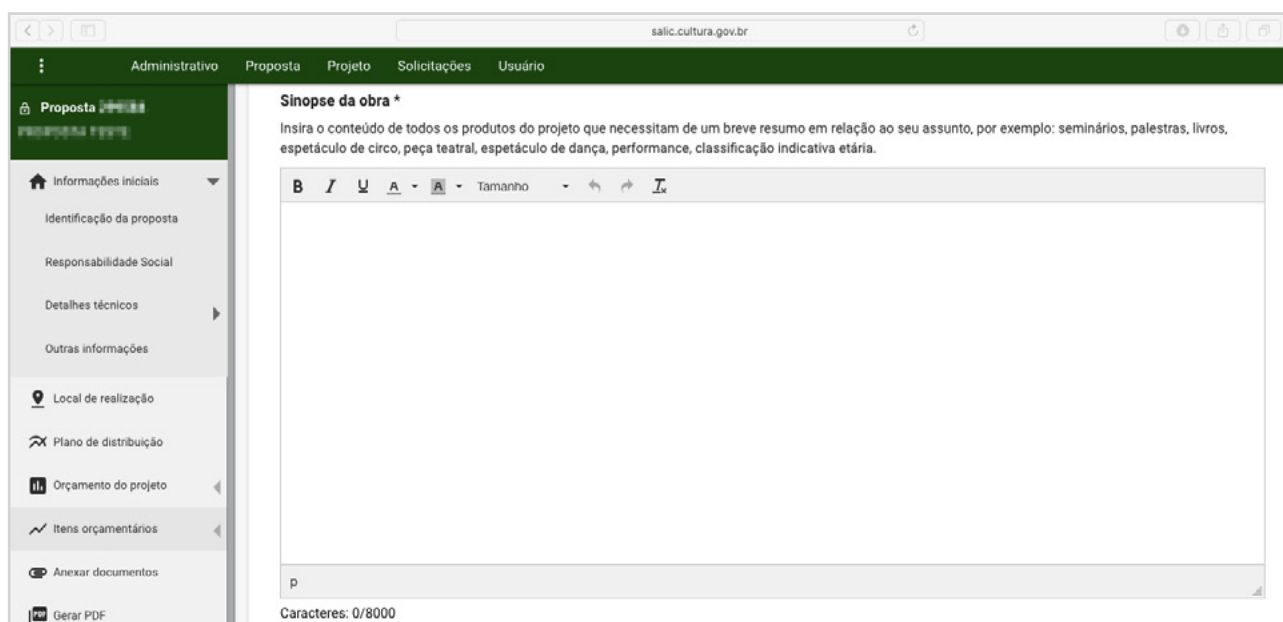 salic.cultura.gov.br
Administrativo Proposta Projeto Solicitações Usuário
Proposta
Informações iniciais
Identificação da proposta
Responsabilidade Social
Detalhes técnicos
Outras informações
Local de realização
Plano de distribuição
Orçamento do projeto
Itens orçamentários
Anexar documentos
PDF Gerar PDF
Sinopse da obra *
Insira o conteúdo de todos os produtos do projeto que necessitam de um breve resumo em relação ao seu assunto, por exemplo: seminários, palestras, livros,
espetáculo de circo, peça teatral, espetáculo de dança, performance, classificação indicativa etária.
B I U A A Tamanho Tx
p
Caracteres: 0/8000